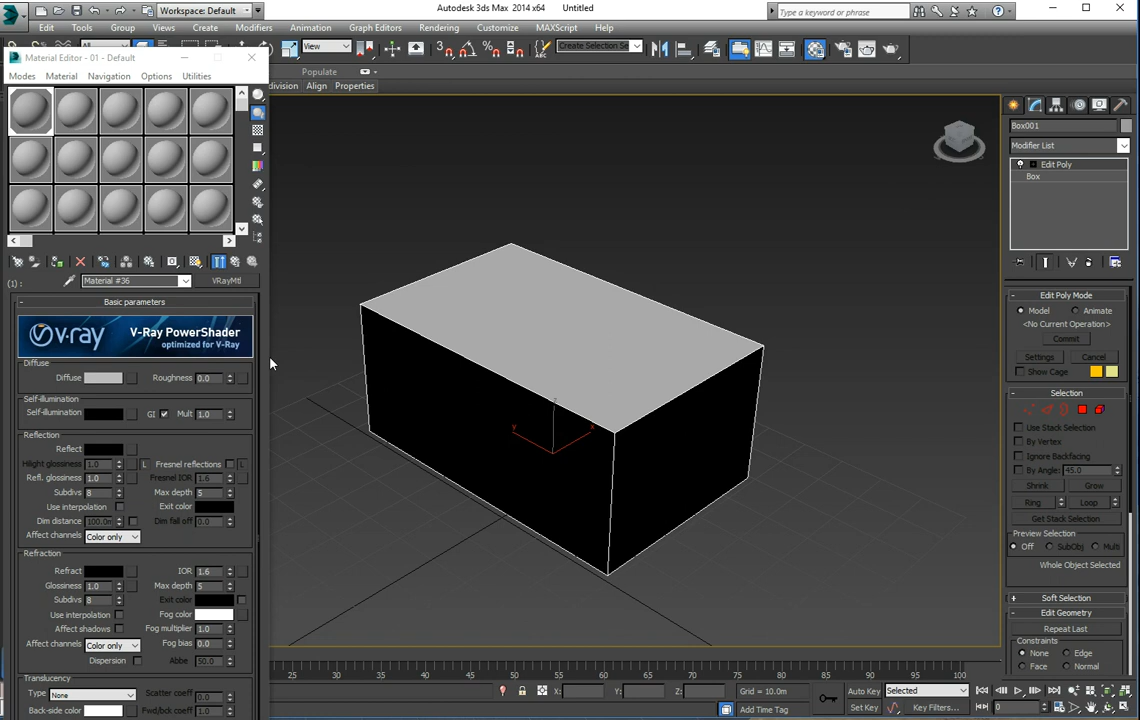 Workspace: Default
Autodesk 3ds Max 2014 x64 Untitled
Type a keyword or phrase
Edit Tools Group Views Create Modifiers Animation Graph Editors Rendering Customize MAXScript Help
All
View
Create Selection Se
Material Editor - 01 - Default
Populate
Modes Material Navigation Options Utilities
division Align Properties
Box001
Modifier List
Edit Poly
Box
(1) :
Material #36
VRayMtl
Basic parameters
V-Ray PowerShader
optimized for V-Ray
v·ray
Diffuse
Diffuse Roughness 0.0
Self-illumination
Self-illumination GI Mult 1.0
Reflection
Reflect
Hilight glossiness 1.0 L Fresnel reflections L
Refl. glossiness 1.0 Fresnel IOR 1.6
Subdivs 8 Max depth 5
Use interpolation Exit color
Dim distance 100.0m Dim fall off 0.0
Affect channels Color only
Refraction
Refract IOR 1.6
Glossiness 1.0 Max depth 5
Subdivs 8 Exit color
Use interpolation Fog color
Affect shadows Fog multiplier 1.0
Affect channels Color only Fog bias 0.0
Dispersion Abbe 50.0
Translucency
Type None Scatter coeff 0.0
Back-side color Fwd/bck coeff 1.0
z
y
x
Edit Poly Mode
Model Animate
<No Current Operation>
Commit
Settings Cancel
Show Cage
Selection
Use Stack Selection
By Vertex
Ignore Backfacing
By Angle: 45.0
Shrink Grow
Ring Loop
Get Stack Selection
Preview Selection
Off SubObj Multi
Whole Object Selected
Soft Selection
Edit Geometry
Repeat Last
Constraints
None Edge
Face Normal
25 30 35 40 45 50 55 60 65 70 75 80 85 90 95 100
X: Y: Z: Grid = 10.0m
Add Time Tag
Auto Key Selected
Set Key Key Filters... 0